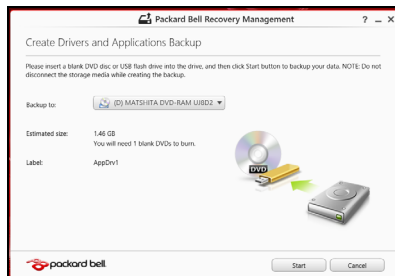 Packard Bell Recovery Management
Create Drivers and Applications Backup
Please insert a blank DVD disc or USB flash drive into the drive, and then click Start button to backup your data. NOTE: Do not
disconnect the storage media while creating the backup.
Backup to:
(D) MATSHITA DVD-RAM UJ8D2
Estimated size:
1.46 GB
You will need 1 blank DVDs to burn.
Label:
AppDrv1
DVD
packard bell
Start
Cancel